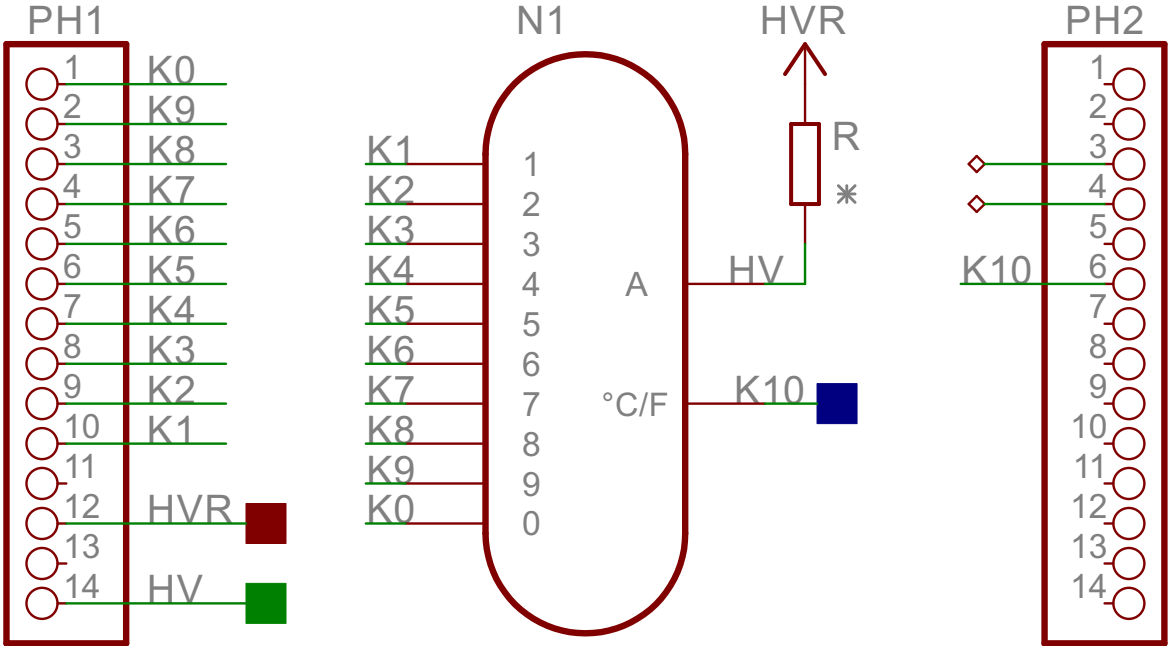 PH1
1 K0
2 K9
3 K8
4 K7
5 K6
6 K5
7 K4
8 K3
9 K2
10 K1
11
12 HVR
13
14 HV
N1
K1 1
K2 2
K3 3
K4 4
K5 5
K6 6
K7 7
K8 8
K9 9
K0 0
A HV
°C/F K10
HVR
R
*
PH2
1
2
3
4
5
K10 6
7
8
9
10
11
12
13
14